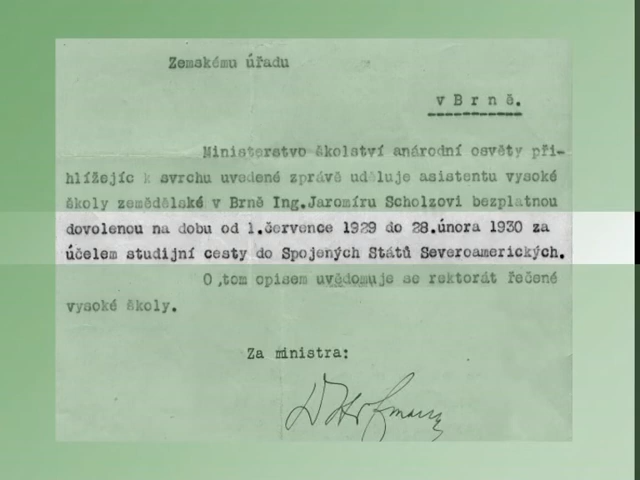 Zemskému úřadu
v Brně.
Ministerstvo školství anárodní osvěty při-
hlížejíc k svrchu uvedené zprávě uděluje asistentu vysoké
školy zemědělské v Brně Ing.Jaromíru Scholzovi bezplatnou
dovolenou na dobu od 1.července 1929 do 28.února 1930 za
účelem studijní cesty do Spojených Států Severoamerických.
O ,tom opisem uvědomuje se rektorát řečené
vysoké školy.
Za ministra: